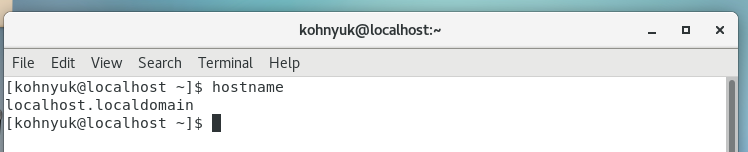 kohnyuk@localhost:~
File Edit View Search Terminal Help
[kohnyuk@localhost ~]$ hostname
localhost.localdomain
[kohnyuk@localhost ~]$